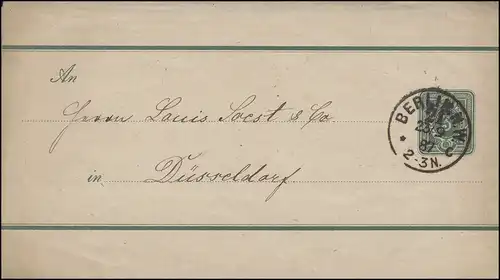 An
Herrn Louis Soest & Co
in Düsseldorf
BERLIN N.W.
* 2-3N. C